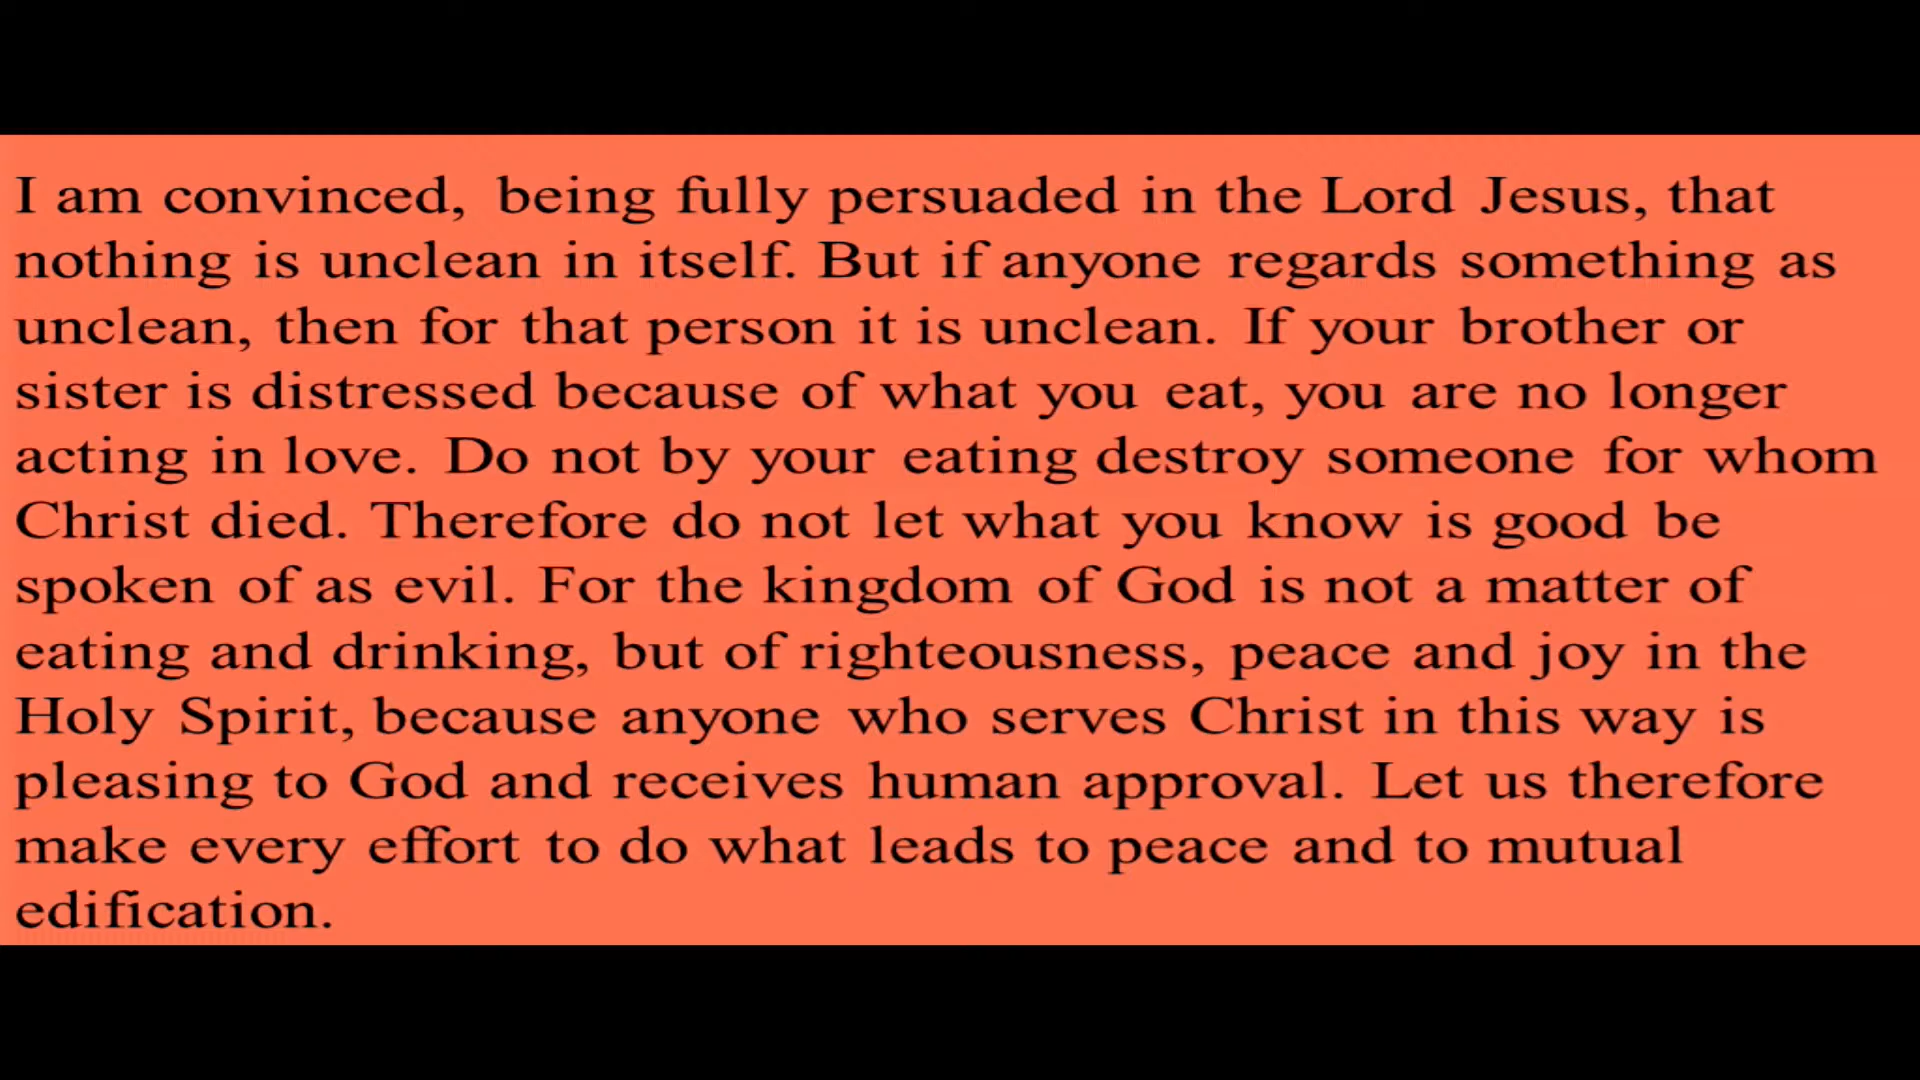 I am convinced, being fully persuaded in the Lord Jesus, that
nothing is unclean in itself. But if anyone regards something as
unclean, then for that person it is unclean. If your brother or
sister is distressed because of what you eat, you are no longer
acting in love. Do not by your eating destroy someone for whom
Christ died. Therefore do not let what you know is good be
spoken of as evil. For the kingdom of God is not a matter of
eating and drinking, but of righteousness, peace and joy in the
Holy Spirit, because anyone who serves Christ in this way is
pleasing to God and receives human approval. Let us therefore
make every effort to do what leads to peace and to mutual
edification.